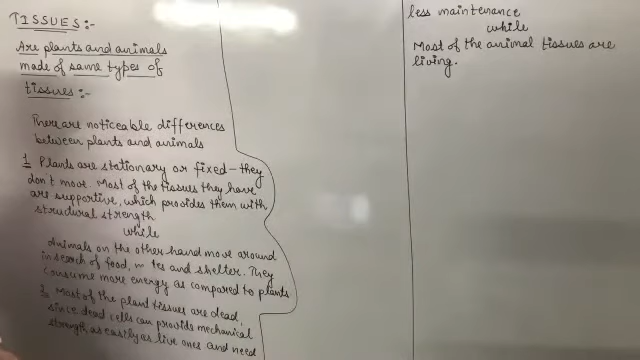 TISSUES:-
Are plants and animals
made of same types of
tissues:-
There are noticeable differences
between plants and animals
1. Plants are stationary or fixed-they
don't move. Most of the tissues they have
are supportive, which provides them with
structural strength
while
Animals on the other hand move around
in search of food, m tes and shelter. They
consume more energy as compared to plants
2. Most of the plant tissues are dead,
since dead cells can provide mechanical
strength as easily as live ones and need
less maintenance
while
Most of the animal tissues are
living.